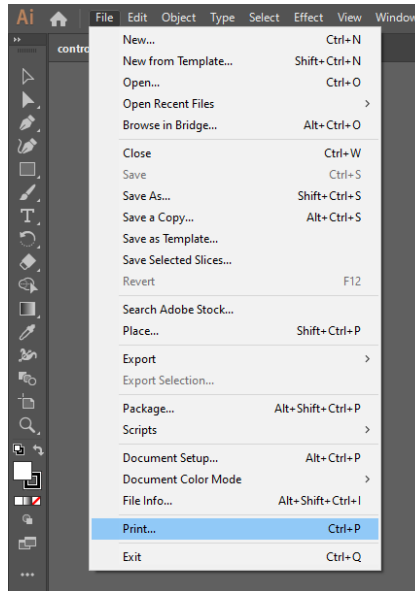 Ai File Edit Object Type Select Effect View Window
contro
New... Ctrl+N
New from Template... Shift+Ctrl+N
Open... Ctrl+O
Open Recent Files >
Browse in Bridge... Alt+Ctrl+O
Close Ctrl+W
Save Ctrl+S
Save As... Shift+Ctrl+S
Save a Copy... Alt+Ctrl+S
Save as Template...
Save Selected Slices...
Revert F12
Search Adobe Stock...
Place... Shift+Ctrl+P
Export >
Export Selection...
Package... Alt+Shift+Ctrl+P
Scripts >
Document Setup... Alt+Ctrl+P
Document Color Mode >
File Info... Alt+Shift+Ctrl+I
Print... Ctrl+P
Exit Ctrl+Q